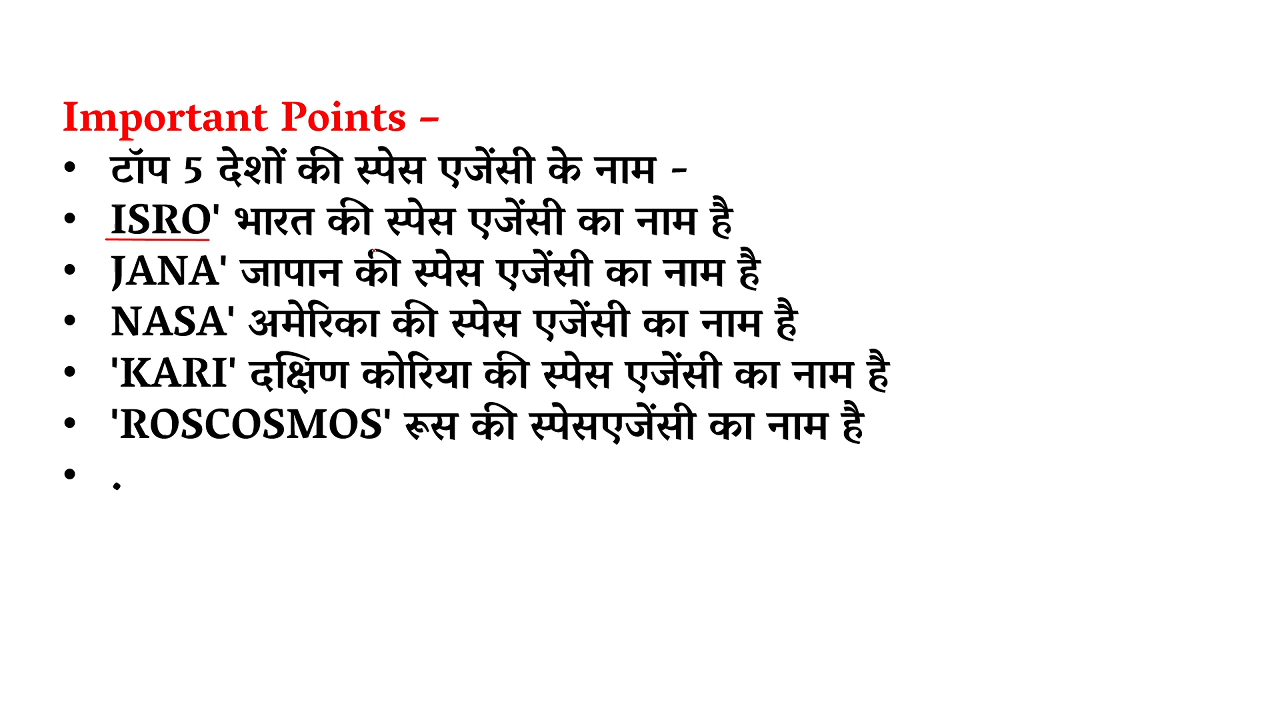 Important Points –
• टॉप 5 देशों की स्पेस एजेंसी के नाम -
• ISRO' भारत की स्पेस एजेंसी का नाम है
• JANA' जापान की स्पेस एजेंसी का नाम है
• NASA' अमेरिका की स्पेस एजेंसी का नाम है
• 'KARI' दक्षिण कोरिया की स्पेस एजेंसी का नाम है
• 'ROSCOSMOS' रूस की स्पेसएजेंसी का नाम है
• .